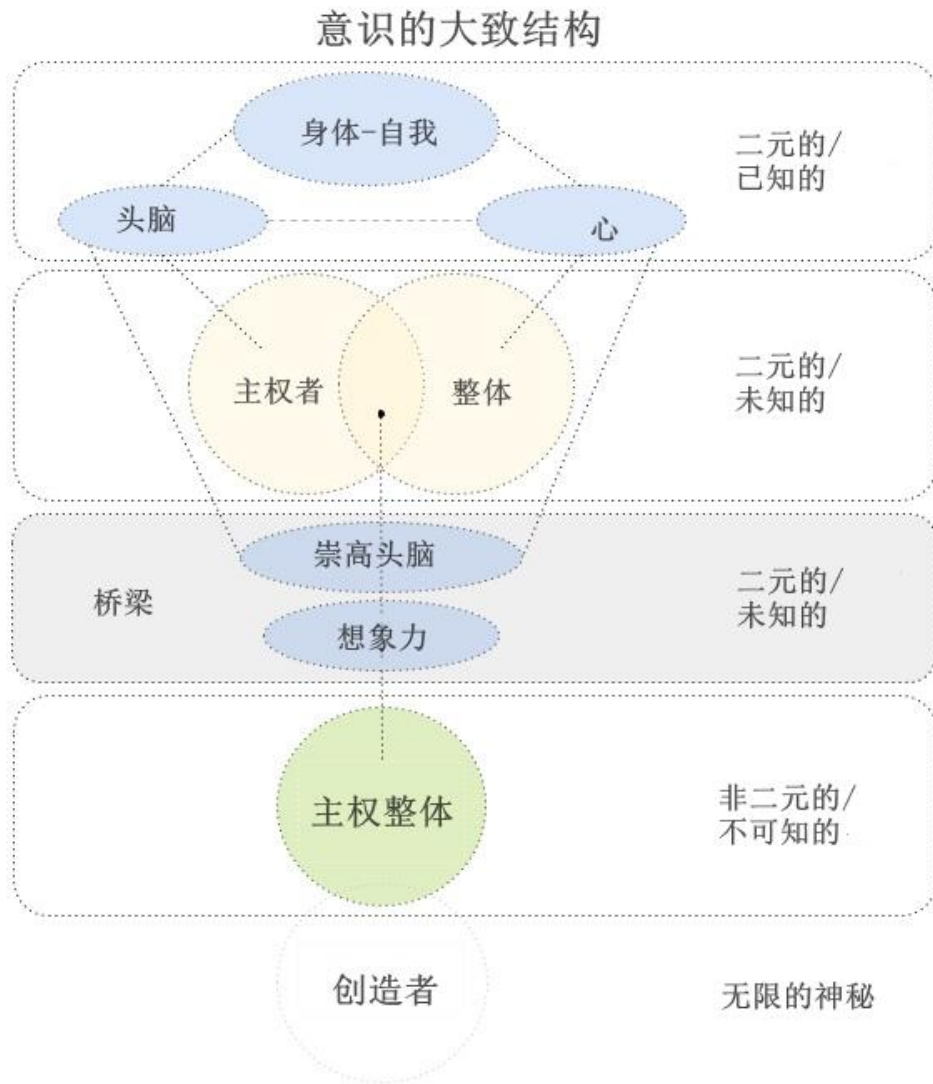 意识的大致结构
身体-自我
二元的/
已知的
头脑
心
二元的/
未知的
主权者
整体
崇高头脑
桥梁
二元的/
未知的
想象力
主权整体
非二元的/
不可知的
创造者
无限的神秘